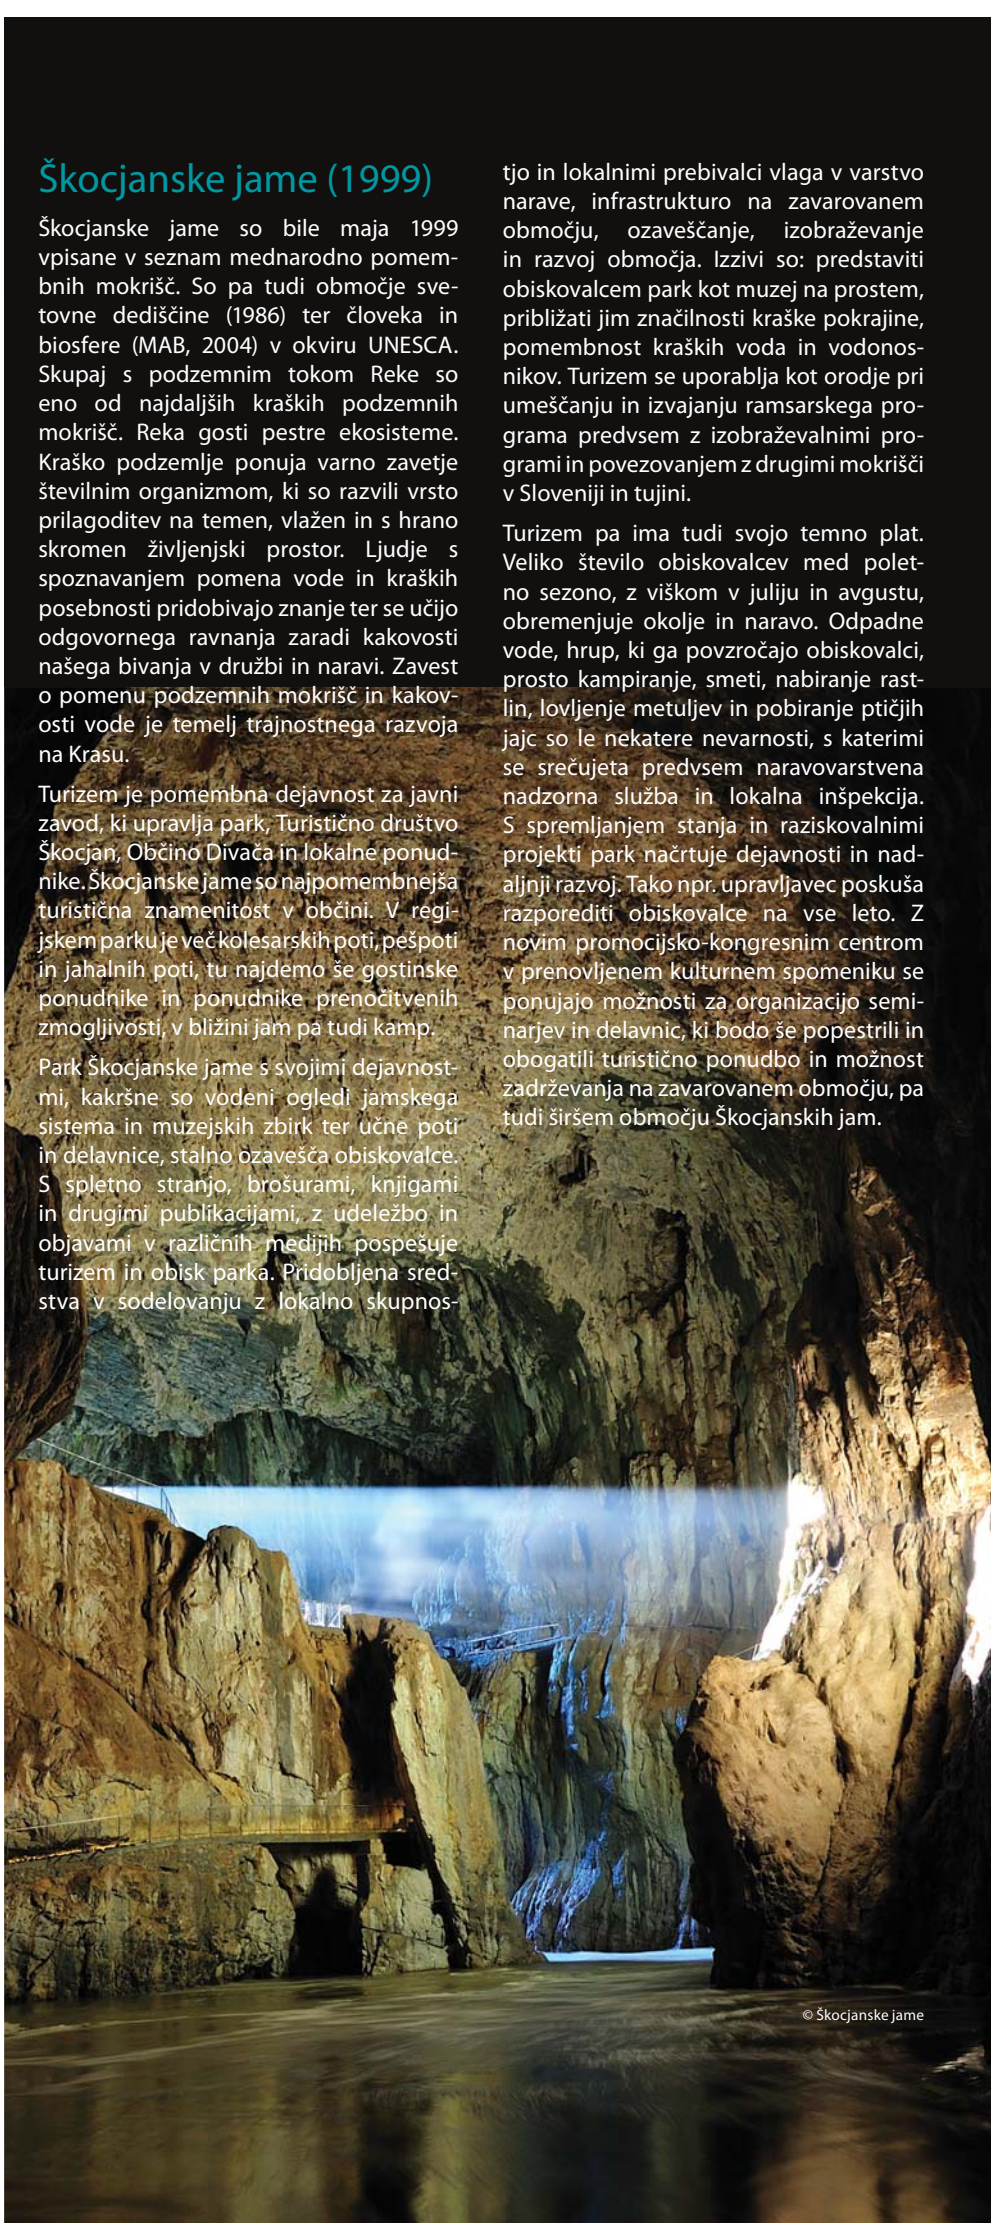 Škocjanske jame (1999)
Škocjanske jame so bile maja 1999
vpisane v seznam mednarodno pomem-
bnih mokrišč. So pa tudi območje sve-
tovne dediščine (1986) ter človeka in
biosfere (MAB, 2004) v okviru UNESCA.
Skupaj s podzemnim tokom Reke so
eno od najdaljših kraških podzemnih
mokrišč. Reka gosti pestre ekosisteme.
Kraško podzemlje ponuja varno zavetje
številnim organizmom, ki so razvili vrsto
prilagoditev na temen, vlažen in s hrano
skromen življenjski prostor. Ljudje s
spoznavanjem pomena vode in kraških
posebnosti pridobivajo znanje ter se učijo
odgovornega ravnanja zaradi kakovosti
našega bivanja v družbi in naravi. Zavest
o pomenu podzemnih mokrišč in kakov-
osti vode je temelj trajnostnega razvoja
na Krasu.
Turizem je pomembna dejavnost za javni
zavod, ki upravlja park, Turistično društvo
Škocjan, Občino Divača in lokalne ponud-
nike. Škocjanske jame so najpomembnejša
turistična znamenitost v občini. V regi-
jskem parku je več kolesarskih poti, pešpoti
in jahalnih poti, tu najdemo še gostinske
ponudnike in ponudnike prenočitvenih
zmogljivosti, v bližini jam pa tudi kamp.
Park Škocjanske jame s svojimi dejavnost-
mi, kakršne so vodeni ogledi jamskega
sistema in muzejskih zbirk ter učne poti
in delavnice, stalno ozavešča obiskovalce.
S spletno stranjo, brošurami, knjigami
in drugimi publikacijami, z udeležbo in
objavami v različnih medijih pospešuje
turizem in obisk parka. Pridobljena sred-
stva v sodelovanju z lokalno skupnos-
tjo in lokalnimi prebivalci vlaga v varstvo
narave, infrastrukturo na zavarovanem
območju, ozaveščanje, izobraževanje
in razvoj območja. Izzivi so: predstaviti
obiskovalcem park kot muzej na prostem,
približati jim značilnosti kraške pokrajine,
pomembnost kraških voda in vodonos-
nikov. Turizem se uporablja kot orodje pri
umeščanju in izvajanju ramsarskega pro-
grama predvsem z izobraževalnimi pro-
grami in povezovanjem z drugimi mokrišči
v Sloveniji in tujini.
Turizem pa ima tudi svojo temno plat.
Veliko število obiskovalcev med polet-
no sezono, z viškom v juliju in avgustu,
obremenjuje okolje in naravo. Odpadne
vode, hrup, ki ga povzročajo obiskovalci,
prosto kampiranje, smeti, nabiranje rast-
lin, lovljenje metuljev in pobiranje ptičjih
jajc so le nekatere nevarnosti, s katerimi
se srečujeta predvsem naravovarstvena
nadzorna služba in lokalna inšpekcija.
S spremljanjem stanja in raziskovalnimi
projekti park načrtuje dejavnosti in nad-
aljnji razvoj. Tako npr. upravljavec poskuša
razporediti obiskovalce na vse leto. Z
novim promocijsko-kongresnim centrom
v prenovljenem kulturnem spomeniku se
ponujajo možnosti za organizacijo semi-
narjev in delavnic, ki bodo še popestrili in
obogatili turistično ponudbo in možnost
zadrževanja na zavarovanem območju, pa
tudi širšem območju Škocjanskih jam.
© Škocjanske jame